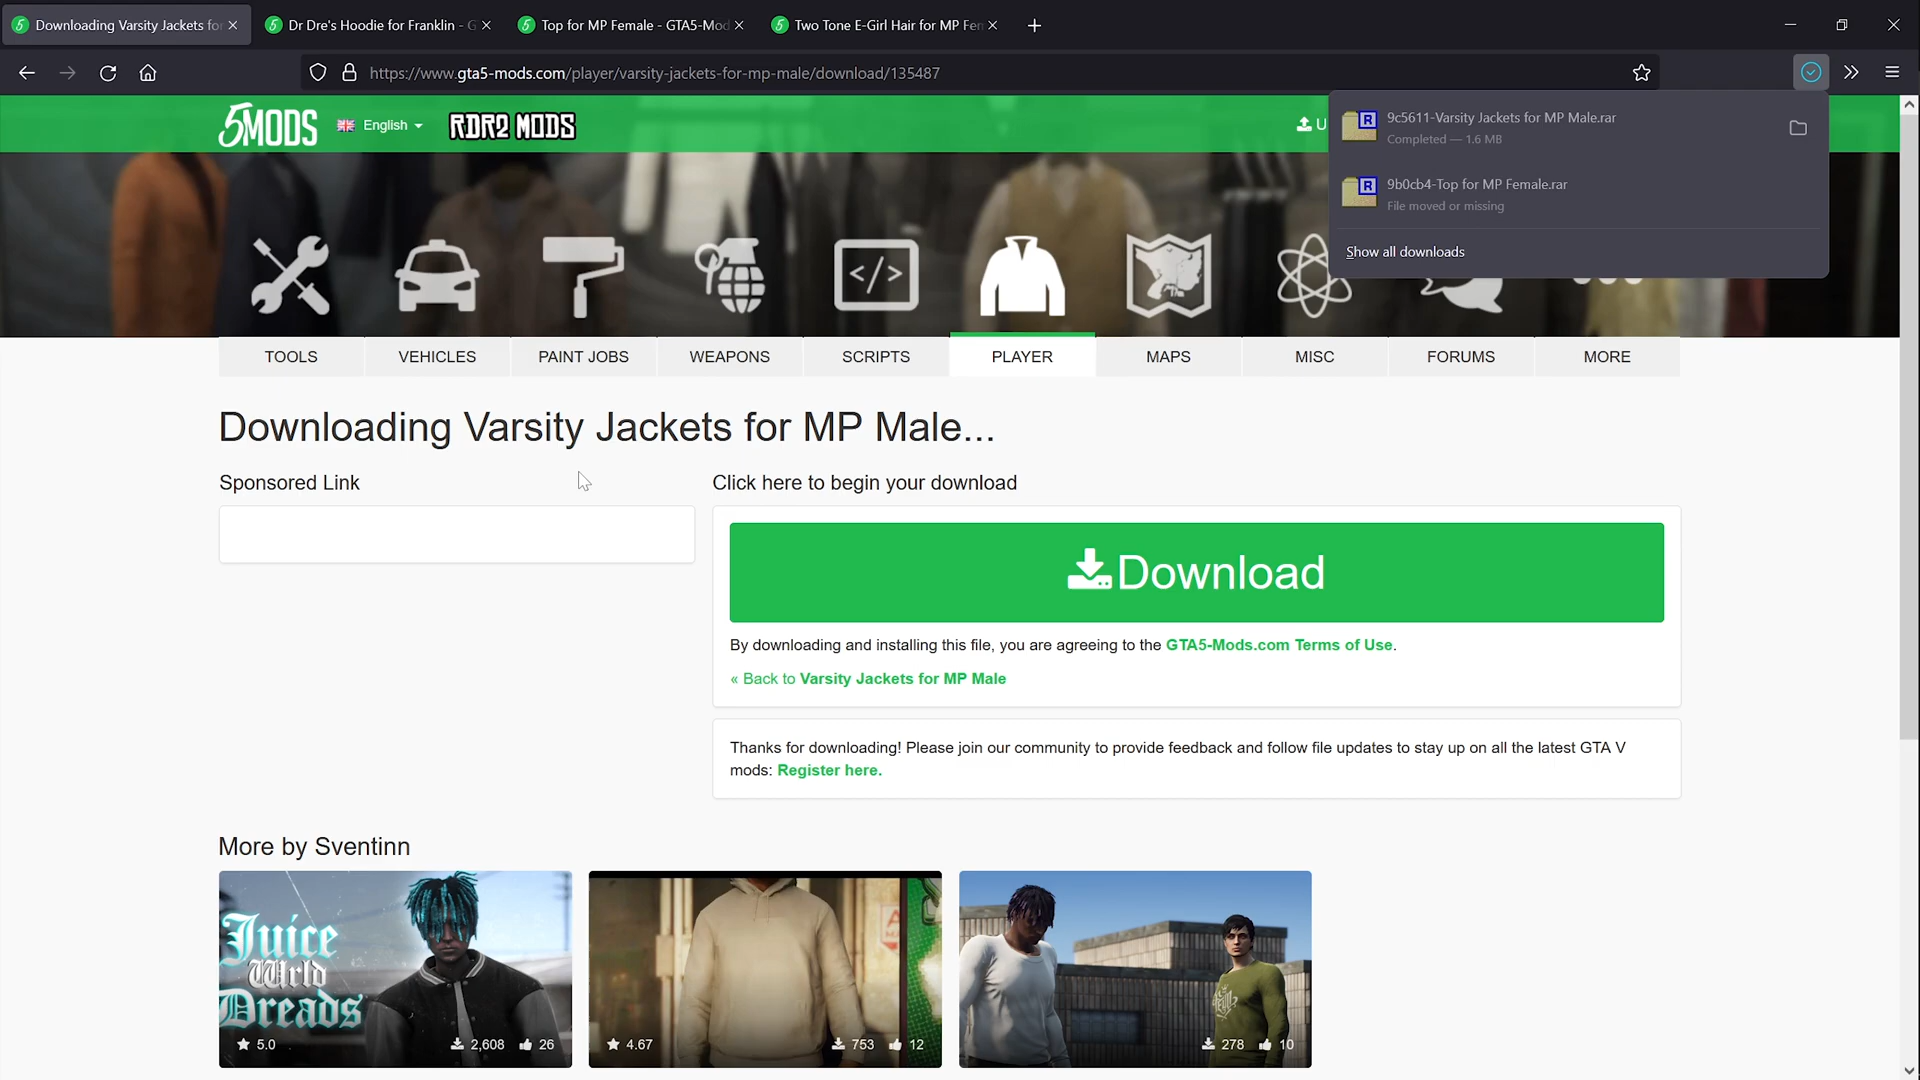 Downloading Varsity Jackets fo
Dr Dre's Hoodie for Franklin - G
Top for MP Female - GTA5-Mod
Two Tone E-Girl Hair for MP Fem
https://www.gta5-mods.com/player/varsity-jackets-for-mp-male/download/135487
5MODS
English
RDR2 MODS
U
9c5611-Varsity Jackets for MP Male.rar
Completed — 1.6 MB
9b0cb4-Top for MP Female.rar
File moved or missing
Show all downloads
TOOLS
VEHICLES
PAINT JOBS
WEAPONS
SCRIPTS
PLAYER
MAPS
MISC
FORUMS
MORE
Downloading Varsity Jackets for MP Male...
Sponsored Link
Click here to begin your download
Download
By downloading and installing this file, you are agreeing to the GTA5-Mods.com Terms of Use.
« Back to Varsity Jackets for MP Male
Thanks for downloading! Please join our community to provide feedback and follow file updates to stay up on all the latest GTA V
mods: Register here.
More by Sventinn
Juice
Wrld
Dreads
5.0
2,608
26
4.67
753
12
278
10